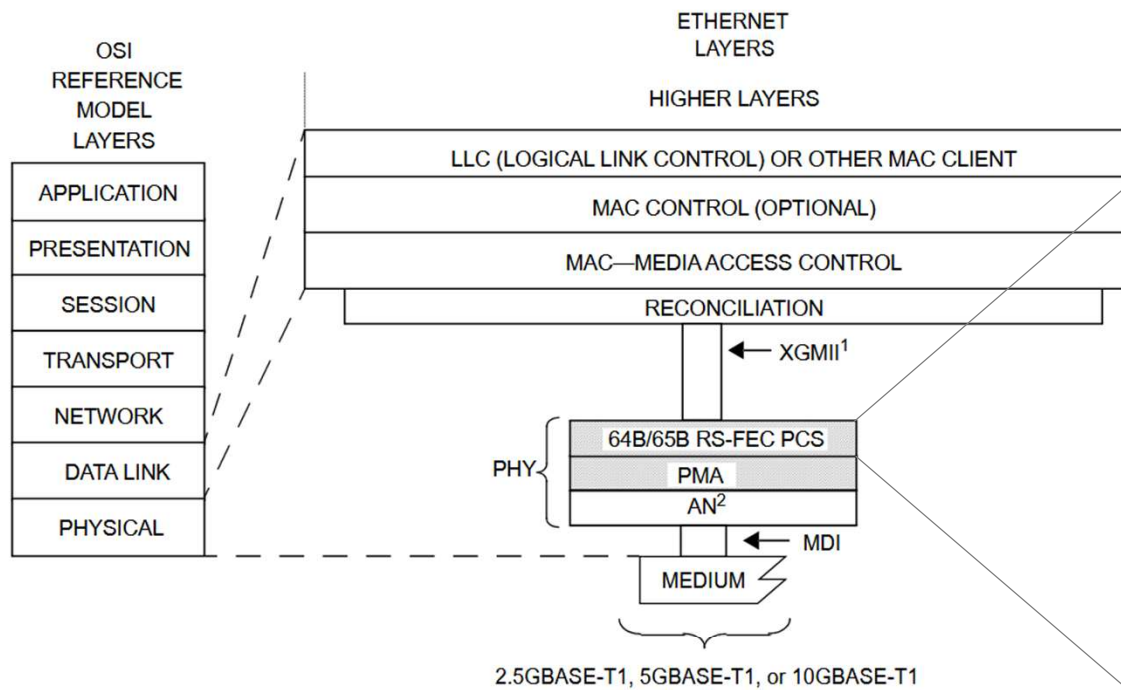 OSI
REFERENCE
MODEL
LAYERS
APPLICATION
PRESENTATION
SESSION
TRANSPORT
NETWORK
DATA LINK
PHYSICAL
ETHERNET
LAYERS
HIGHER LAYERS
LLC (LOGICAL LINK CONTROL) OR OTHER MAC CLIENT
MAC CONTROL (OPTIONAL)
MAC—MEDIA ACCESS CONTROL
RECONCILIATION
XGMII¹
64B/65B RS-FEC PCS
PHY
PMA
AN²
MDI
MEDIUM
2.5GBASE-T1, 5GBASE-T1, or 10GBASE-T1